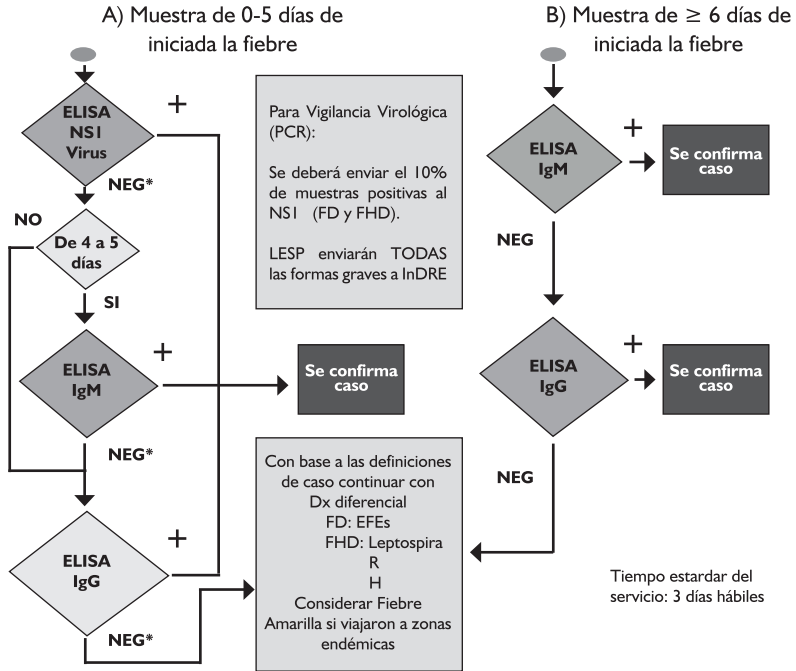 A) Muestra de 0-5 días de
iniciada la fiebre
ELISA
NS1
Virus
+
NEG*
NO
De 4 a 5
días
SI
ELISA
IgM
+
Se confirma
caso
NEG*
ELISA
IgG
+
NEG*
Para Vigilancia Virológica
(PCR):
Se deberá enviar el 10%
de muestras positivas al
NS1 (FD y FHD).
LESP enviarán TODAS
las formas graves a InDRE
Con base a las definiciones
de caso continuar con
Dx diferencial
FD: EFEs
FHD: Leptospira
R
H
Considerar Fiebre
Amarilla si viajaron a zonas
endémicas
B) Muestra de ≥ 6 días de
iniciada la fiebre
ELISA
IgM
+
Se confirma
caso
NEG
ELISA
IgG
+
Se confirma
caso
NEG
Tiempo estardar del
servicio: 3 días hábiles